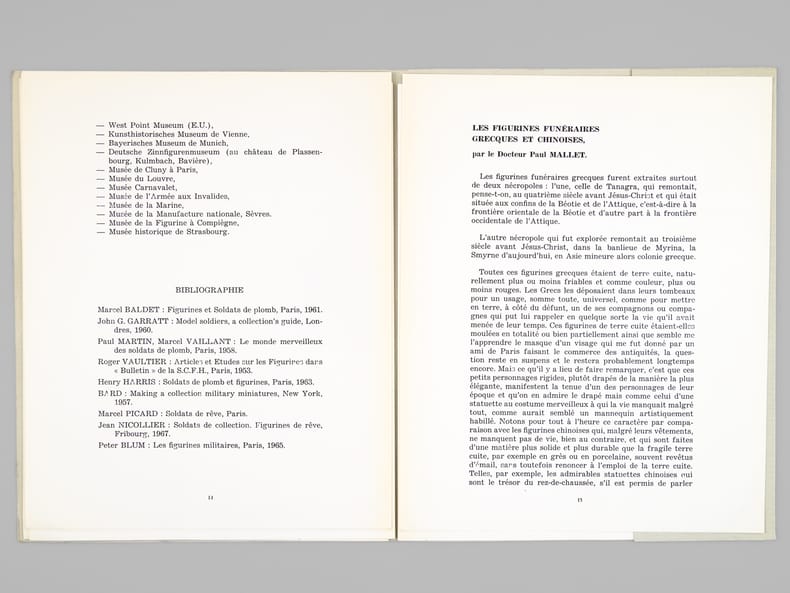 — West Point Museum (E.U.),
— Kunsthistorisches Museum de Vienne,
— Bayerisches Museum de Munich,
— Deutsche Zinnfigurenmuseum (au château de Plassen-
bourg, Kulmbach, Bavière),
— Musée de Cluny à Paris,
— Musée du Louvre,
— Musée Carnavalet,
— Musée de l'Armée aux Invalides,
— Musée de la Marine,
— Musée de la Manufacture nationale, Sèvres.
— Musée de la Figurine à Compiègne,
— Musée historique de Strasbourg.
BIBLIOGRAPHIE
Marcel BALDET : Figurines et Soldats de plomb, Paris, 1961.
John G. GARRATT : Model soldiers, a collection's guide, Lon-
dres, 1960.
Paul MARTIN, Marcel VAILLANT : Le monde merveilleux
des soldats de plomb, Paris, 1958.
Roger VAULTIER : Articles et Etudes sur les Figurines dans
« Bulletin » de la S.C.F.H., Paris, 1953.
Henry HARRIS : Soldats de plomb et figurines, Paris, 1963.
BARD : Making a collection military miniatures, New York,
1957.
Marcel PICARD : Soldats de rêve, Paris.
Jean NICOLLIER : Soldats de collection. Figurines de rêve,
Fribourg, 1967.
Peter BLUM : Les figurines militaires, Paris, 1965.
14
LES FIGURINES FUNÉRAIRES
GRECQUES ET CHINOISES,
par le Docteur Paul MALLET.
Les figurines funéraires grecques furent extraites surtout
de deux nécropoles : l'une, celle de Tanagra, qui remontait,
pense-t-on, au quatrième siècle avant Jésus-Christ et qui était
située aux confins de la Béotie et de l'Attique, c'est-à-dire à la
frontière orientale de la Béotie et d'autre part à la frontière
occidentale de l'Attique.
L'autre nécropole qui fut explorée remontait au troisième
siècle avant Jésus-Christ, dans la banlieue de Myrina, la
Smyrne d'aujourd'hui, en Asie mineure alors colonie grecque.
Toutes ces figurines grecques étaient de terre cuite, natu-
rellement plus ou moins friables et comme couleur, plus ou
moins rouges. Les Grecs les déposaient dans leurs tombeaux
pour un usage, somme toute, universel, comme pour mettre
en terre, à côté du défunt, un de ses compagnons ou compa-
gnes qui put lui rappeler en quelque sorte la vie qu'il avait
menée de leur temps. Ces figurines de terre cuite étaient-elles
moulées en totalité ou bien partiellement ainsi que semble me
l'apprendre le masque d'un visage qui me fut donné par un
ami de Paris faisant le commerce des antiquités, la ques-
tion reste en suspens et le restera probablement longtemps
encore. Mais ce qu'il y a lieu de faire remarquer, c'est que ces
petits personnages rigides, plutôt drapés de la manière la plus
élégante, manifestent la tenue d'un des personnages de leur
époque et qu'on en admire le drapé mais comme celui d'une
statuette au costume merveilleux à qui la vie manquait malgré
tout, comme aurait semblé un mannequin artistiquement
habillé. Notons pour tout à l'heure ce caractère par compa-
raison avec les figurines chinoises qui, malgré leurs vêtements,
ne manquent pas de vie, bien au contraire, et qui sont faites
d'une matière plus solide et plus durable que la fragile terre
cuite, par exemple en grès ou en porcelaine, souvent revêtus
d'émail, sans toutefois renoncer à l'emploi de la terre cuite.
Telles, par exemple, les admirables statuettes chinoises qui
sont le trésor du rez-de-chaussée, s'il est permis de parler
15